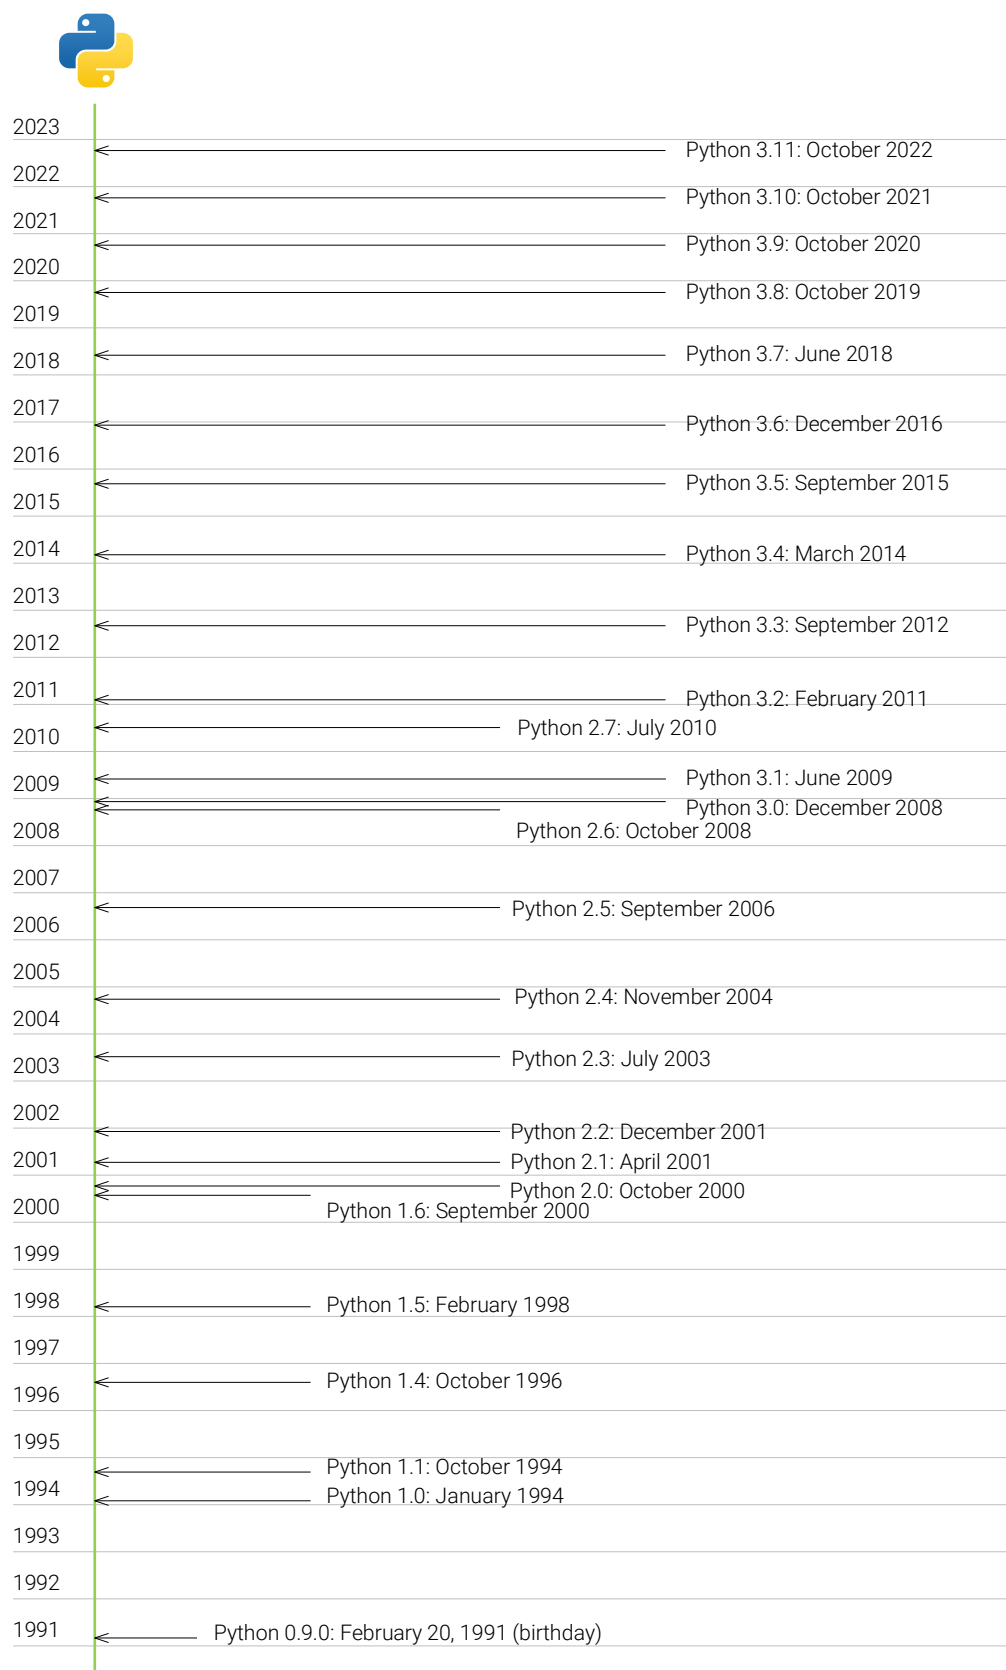 2023
Python 3.11: October 2022
2022
Python 3.10: October 2021
2021
Python 3.9: October 2020
2020
Python 3.8: October 2019
2019
Python 3.7: June 2018
2018
2017
Python 3.6: December 2016
2016
Python 3.5: September 2015
2015
2014
Python 3.4: March 2014
2013
Python 3.3: September 2012
2012
2011
Python 3.2: February 2011
Python 2.7: July 2010
2010
Python 3.1: June 2009
2009
Python 3.0: December 2008
Python 2.6: October 2008
2008
2007
Python 2.5: September 2006
2006
2005
Python 2.4: November 2004
2004
Python 2.3: July 2003
2003
2002
Python 2.2: December 2001
2001
Python 2.1: April 2001
Python 2.0: October 2000
2000
Python 1.6: September 2000
1999
1998
Python 1.5: February 1998
1997
Python 1.4: October 1996
1996
1995
Python 1.1: October 1994
1994
Python 1.0: January 1994
1993
1992
1991
Python 0.9.0: February 20, 1991 (birthday)